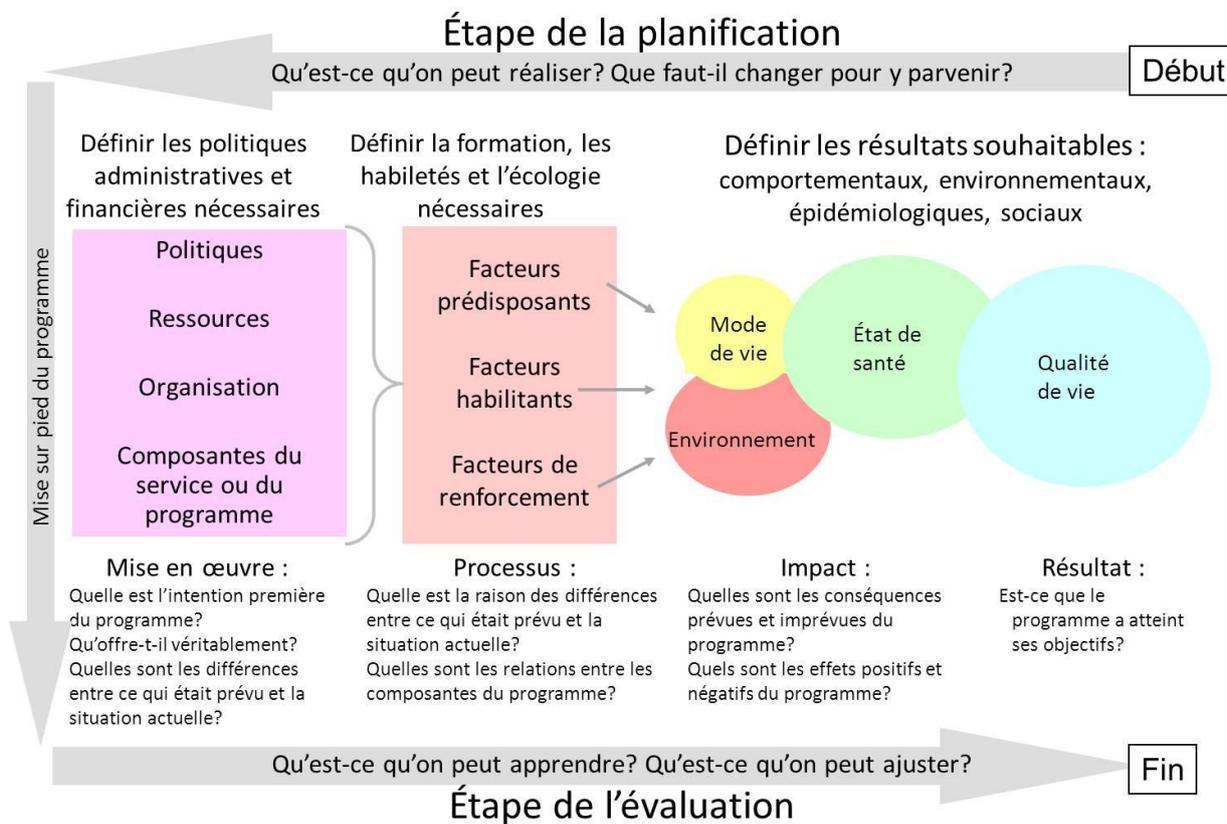 Étape de la planification
Qu'est-ce qu'on peut réaliser? Que faut-il changer pour y parvenir?
Début
Définir les politiques
administratives et
financières nécessaires
Définir la formation, les
habiletés et l'écologie
nécessaires
Définir les résultats souhaitables :
comportementaux, environnementaux,
épidémiologiques, sociaux
Mise sur pied du programme
Politiques
Ressources
Organisation
Composantes du
service ou du
programme
Facteurs
prédisposants
Facteurs
habilitants
Facteurs de
renforcement
Mode
de vie
Environnement
État de
santé
Qualité
de vie
Mise en œuvre :
Quelle est l'intention première
du programme?
Qu'offre-t-il véritablement?
Quelles sont les différences
entre ce qui était prévu et la
situation actuelle?
Processus :
Quelle est la raison des différences
entre ce qui était prévu et la
situation actuelle?
Quelles sont les relations entre les
composantes du programme?
Impact :
Quelles sont les conséquences
prévues et imprévues du
programme?
Quels sont les effets positifs et
négatifs du programme?
Résultat :
Est-ce que le
programme a atteint
ses objectifs?
Qu'est-ce qu'on peut apprendre? Qu'est-ce qu'on peut ajuster?
Fin
Étape de l'évaluation